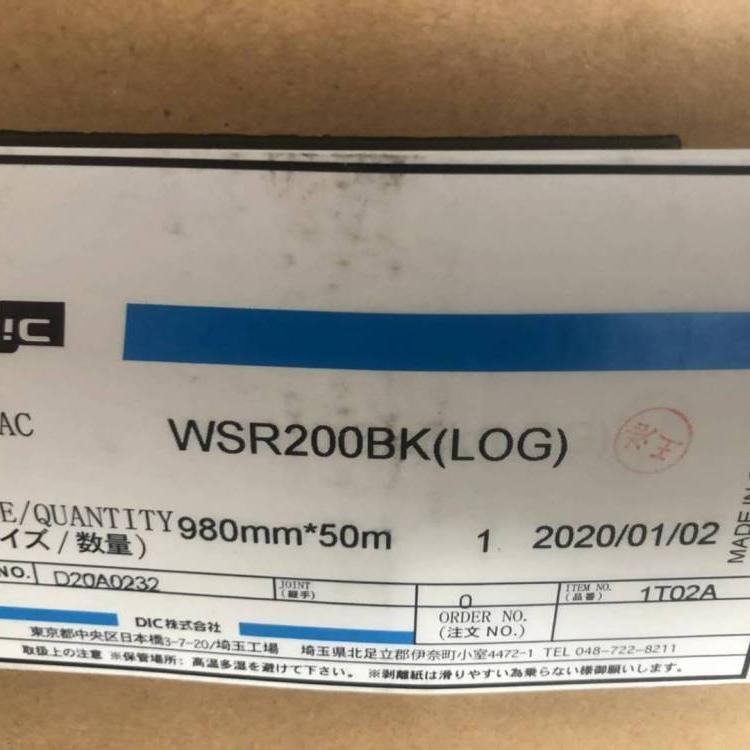 DIC
AC WSR200BK(LOG)
E/QUANTITY 980mm*50m 1 2020/01/02
イズ/数量)
MADE IN
NO. D20A0232 JOINT (継手) 0 ITEM NO. (品番) 1T02A
ORDER NO.
(注文 NO.)
DIC株式会社
東京都中央区日本橋3-7-20/埼玉工場 埼玉県北足立郡伊奈町小室4472-1 TEL 048-722-8211
取扱上の注意 ※保管場所: 高温多湿を避けて下さい。 ※剥離紙は滑りやすい為乗らない様御願いします。